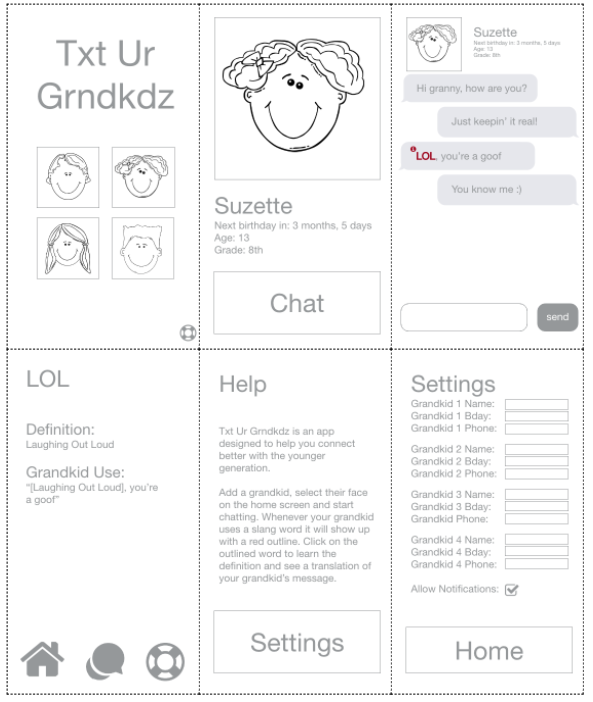 Txt Ur
Grndkdz
Suzette
Next birthday in: 3 months, 5 days
Age: 13
Grade: 8th
Chat
Suzette
Next birthday in: 3 months, 5 days
Age: 13
Grade: 8th
Hi granny, how are you?
Just keepin' it real!
LOL, you're a goof
You know me :)
send
LOL
Definition:
Laughing Out Loud
Grandkid Use:
"[Laughing Out Loud], you're
a goof"
Help
Txt Ur Grndkdz is an app
designed to help you connect
better with the younger
generation.
Add a grandkid, select their face
on the home screen and start
chatting. Whenever your grandkid
uses a slang word it will show up
with a red outline. Click on the
outlined word to learn the
definition and see a translation of
your grandkid's message.
Settings
Settings
Grandkid 1 Name:
Grandkid 1 Bday:
Grandkid 1 Phone:
Grandkid 2 Name:
Grandkid 2 Bday:
Grandkid 2 Phone:
Grandkid 3 Name:
Grandkid 3 Bday:
Grandkid Phone:
Grandkid 4 Name:
Grandkid 4 Bday:
Grandkid 4 Phone:
Allow Notifications:
Home